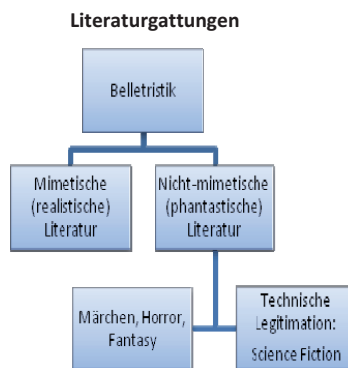 Literaturgattungen
Belletristik
Mimetische
(realistische)
Literatur
Nicht-mimetische
(phantastische)
Literatur
Märchen, Horror,
Fantasy
Technische
Legitimation:
Science Fiction